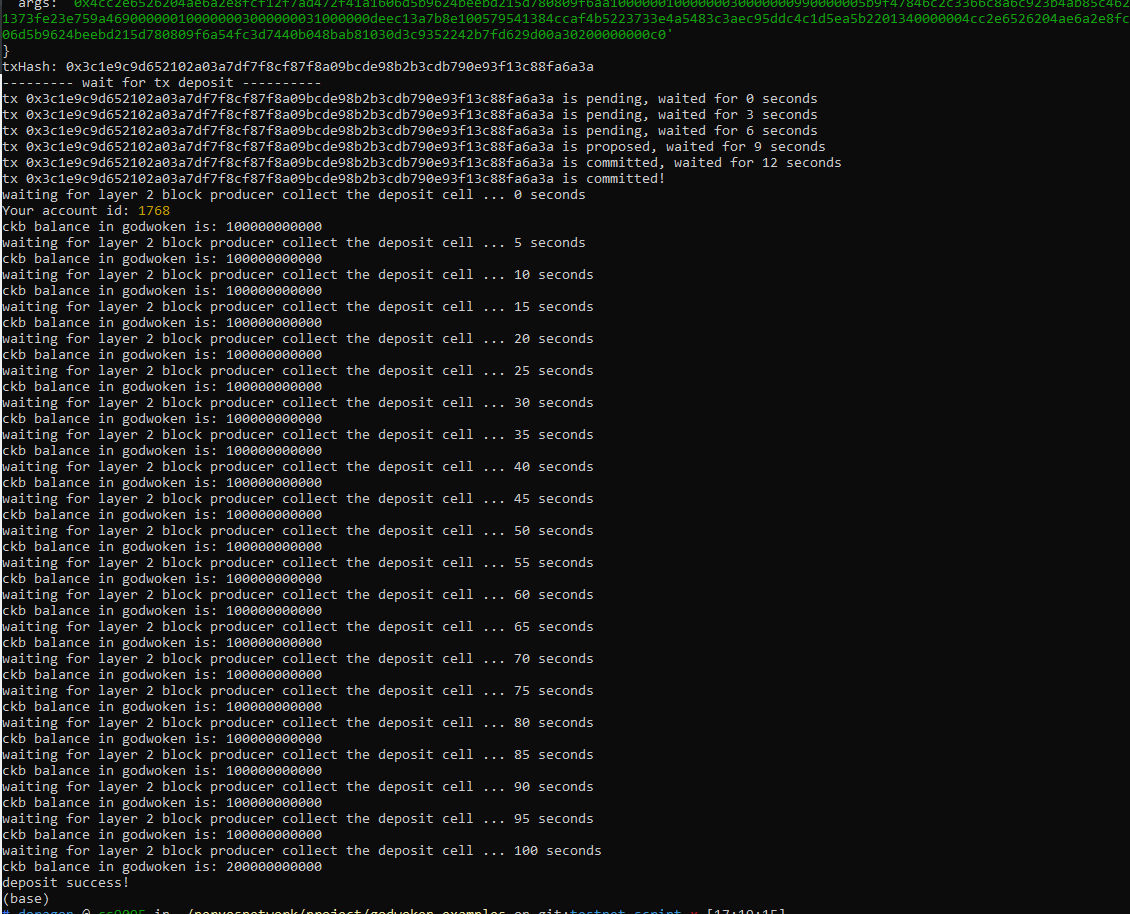 args:
1373fe23e759a46900000001000000030000000031000000deec13a7b8e100579541384ccaf4b5223733e4a5483c3aec95ddc4c1d5ea5b2201340000004cc2e6526204ae6a2e8fc
06d5b9624beebd215d780809f6a54fc3d7440b048bab81030d3c9352242b7fd629d00a30200000000c0'
}
txHash: 0x3c1e9c9d652102a03a7df7f8cf87f8a09bcde98b2b3cdb790e93f13c88fa6a3a
--------- wait for tx deposit ----------
tx 0x3c1e9c9d652102a03a7df7f8cf87f8a09bcde98b2b3cdb790e93f13c88fa6a3a is pending, waited for 0 seconds
tx 0x3c1e9c9d652102a03a7df7f8cf87f8a09bcde98b2b3cdb790e93f13c88fa6a3a is pending, waited for 3 seconds
tx 0x3c1e9c9d652102a03a7df7f8cf87f8a09bcde98b2b3cdb790e93f13c88fa6a3a is pending, waited for 6 seconds
tx 0x3c1e9c9d652102a03a7df7f8cf87f8a09bcde98b2b3cdb790e93f13c88fa6a3a is proposed, waited for 9 seconds
tx 0x3c1e9c9d652102a03a7df7f8cf87f8a09bcde98b2b3cdb790e93f13c88fa6a3a is committed, waited for 12 seconds
tx 0x3c1e9c9d652102a03a7df7f8cf87f8a09bcde98b2b3cdb790e93f13c88fa6a3a is committed!
waiting for layer 2 block producer collect the deposit cell ... 0 seconds
Your account id: 1768
ckb balance in godwoken is: 100000000000
waiting for layer 2 block producer collect the deposit cell ... 5 seconds
ckb balance in godwoken is: 100000000000
waiting for layer 2 block producer collect the deposit cell ... 10 seconds
ckb balance in godwoken is: 100000000000
waiting for layer 2 block producer collect the deposit cell ... 15 seconds
ckb balance in godwoken is: 100000000000
waiting for layer 2 block producer collect the deposit cell ... 20 seconds
ckb balance in godwoken is: 100000000000
waiting for layer 2 block producer collect the deposit cell ... 25 seconds
ckb balance in godwoken is: 100000000000
waiting for layer 2 block producer collect the deposit cell ... 30 seconds
ckb balance in godwoken is: 100000000000
waiting for layer 2 block producer collect the deposit cell ... 35 seconds
ckb balance in godwoken is: 100000000000
waiting for layer 2 block producer collect the deposit cell ... 40 seconds
ckb balance in godwoken is: 100000000000
waiting for layer 2 block producer collect the deposit cell ... 45 seconds
ckb balance in godwoken is: 100000000000
waiting for layer 2 block producer collect the deposit cell ... 50 seconds
ckb balance in godwoken is: 100000000000
waiting for layer 2 block producer collect the deposit cell ... 55 seconds
ckb balance in godwoken is: 100000000000
waiting for layer 2 block producer collect the deposit cell ... 60 seconds
ckb balance in godwoken is: 100000000000
waiting for layer 2 block producer collect the deposit cell ... 65 seconds
ckb balance in godwoken is: 100000000000
waiting for layer 2 block producer collect the deposit cell ... 70 seconds
ckb balance in godwoken is: 100000000000
waiting for layer 2 block producer collect the deposit cell ... 75 seconds
ckb balance in godwoken is: 100000000000
waiting for layer 2 block producer collect the deposit cell ... 80 seconds
ckb balance in godwoken is: 100000000000
waiting for layer 2 block producer collect the deposit cell ... 85 seconds
ckb balance in godwoken is: 100000000000
waiting for layer 2 block producer collect the deposit cell ... 90 seconds
ckb balance in godwoken is: 100000000000
waiting for layer 2 block producer collect the deposit cell ... 95 seconds
ckb balance in godwoken is: 100000000000
waiting for layer 2 block producer collect the deposit cell ... 100 seconds
ckb balance in godwoken is: 200000000000
deposit success!
(base)